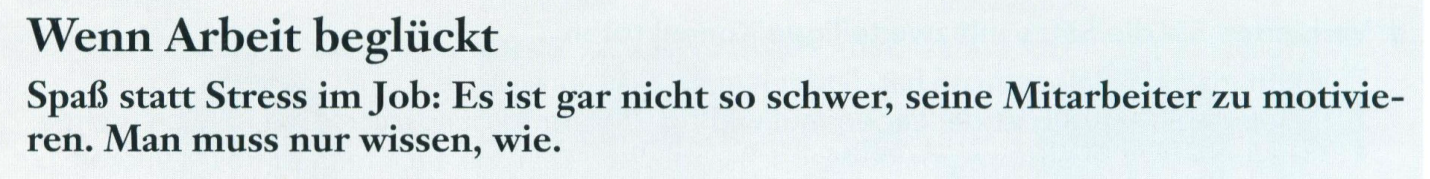 Wenn Arbeit beglückt
Spaß statt Stress im Job: Es ist gar nicht so schwer, seine Mitarbeiter zu motivie-
ren. Man muss nur wissen, wie.